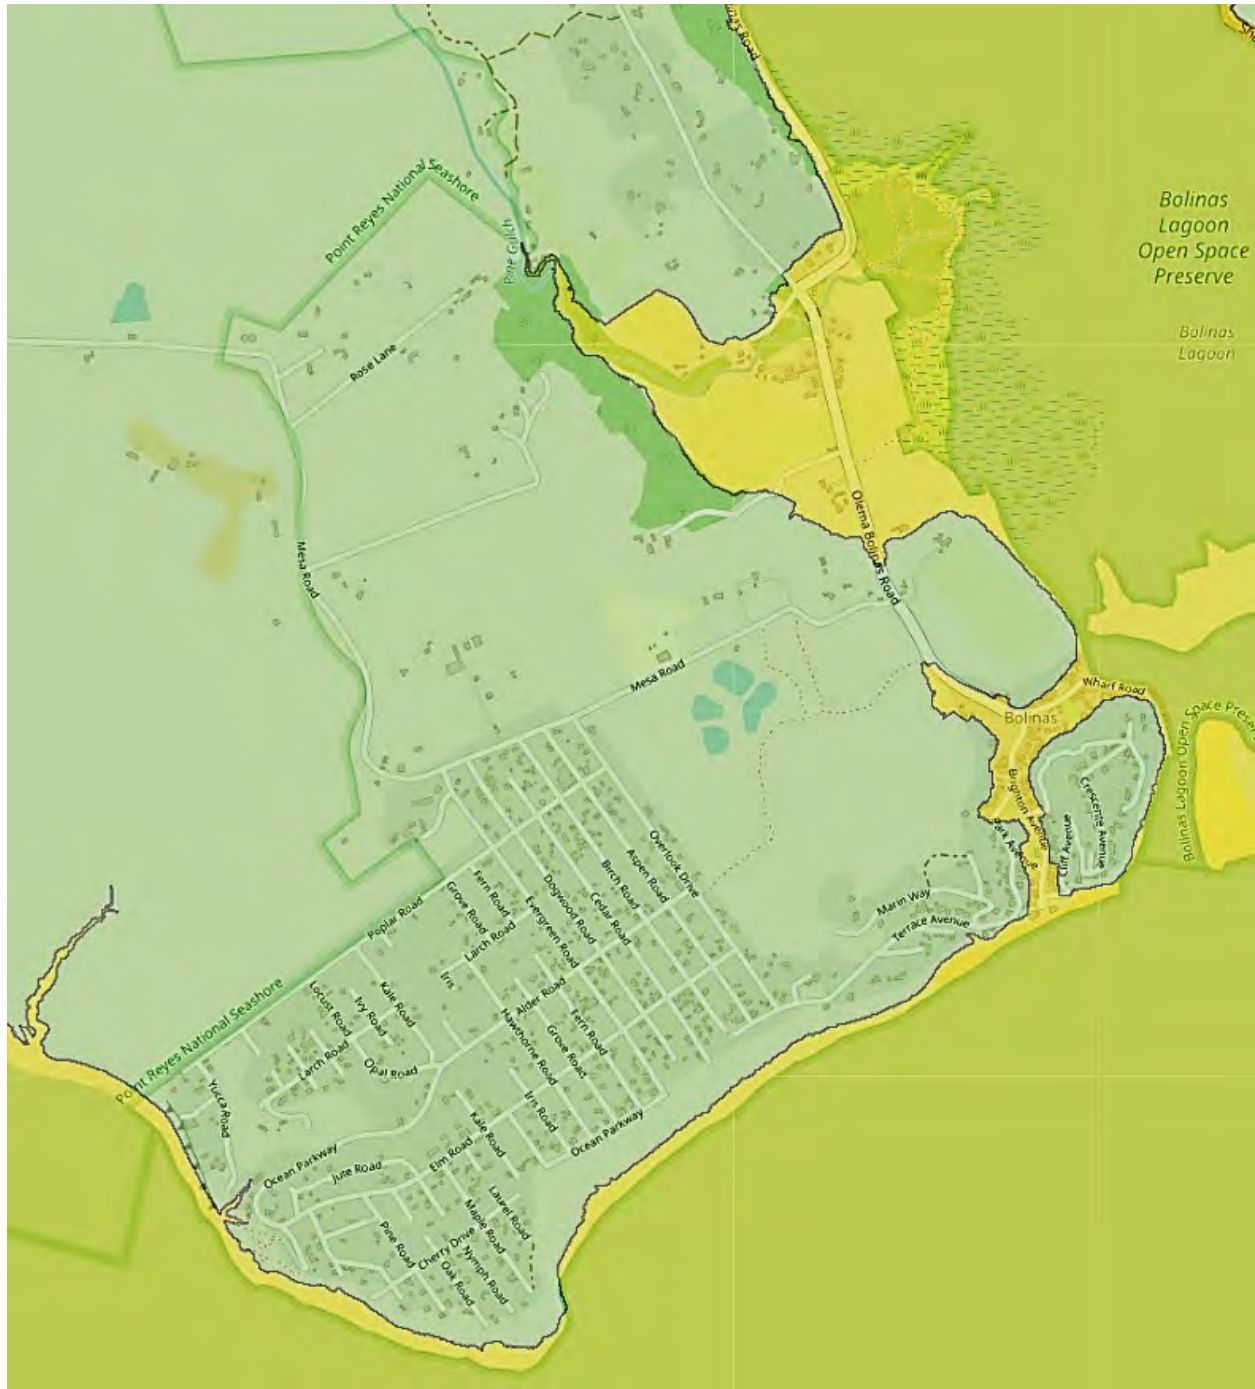 Bolinas
Lagoon
Open Space
Preserve
Bolinas
Lagoon
Point Reyes National Seashore
Pine Gulch
Rose Lane
Mesa Road
Olema Bolinas Road
Mesa Road
Wharf Road
Bolinas
Bolinas Lagoon Open Space Prese
Brighton Avenue
Crescente Avenue
Cliff Avenue
Overlook Drive
Aspen Road
Birch Road
Cedar Road
Dogwood Road
Evergreen Road
Fern Road
Grove Road
Larch Road
Iris
Poplar Road
Marin Way
Terrace Avenue
Point Reyes National Seashore
Locust Road
Ivy Road
Kale Road
Larch Road
Opal Road
Alder Road
Hawthorne Road
Fern Road
Grove Road
Iris Road
Yucca Road
Ocean Parkway
Ocean Parkway
Jute Road
Elm Road
Kale Road
Laurel Road
Maple Road
Nymph Road
Pine Road
Cherry Drive
Oak Road